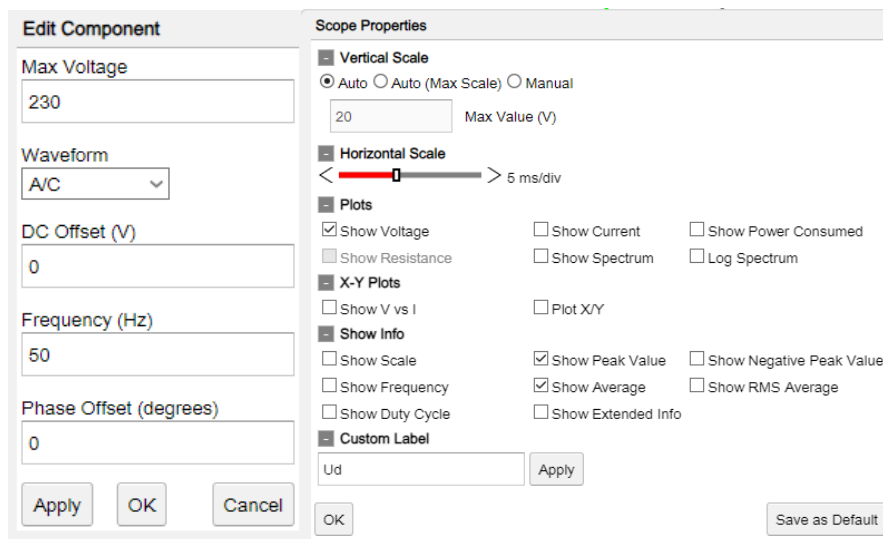 Edit Component
Max Voltage
230
Waveform
A/C
DC Offset (V)
0
Frequency (Hz)
50
Phase Offset (degrees)
0
Apply OK Cancel
Scope Properties
- Vertical Scale
Auto Auto (Max Scale) Manual
20 Max Value (V)
- Horizontal Scale
< > 5 ms/div
- Plots
Show Voltage Show Current Show Power Consumed
Show Resistance Show Spectrum Log Spectrum
- X-Y Plots
Show V vs I Plot X/Y
- Show Info
Show Scale Show Peak Value Show Negative Peak Value
Show Frequency Show Average Show RMS Average
Show Duty Cycle Show Extended Info
- Custom Label
Ud Apply
OK Save as Default